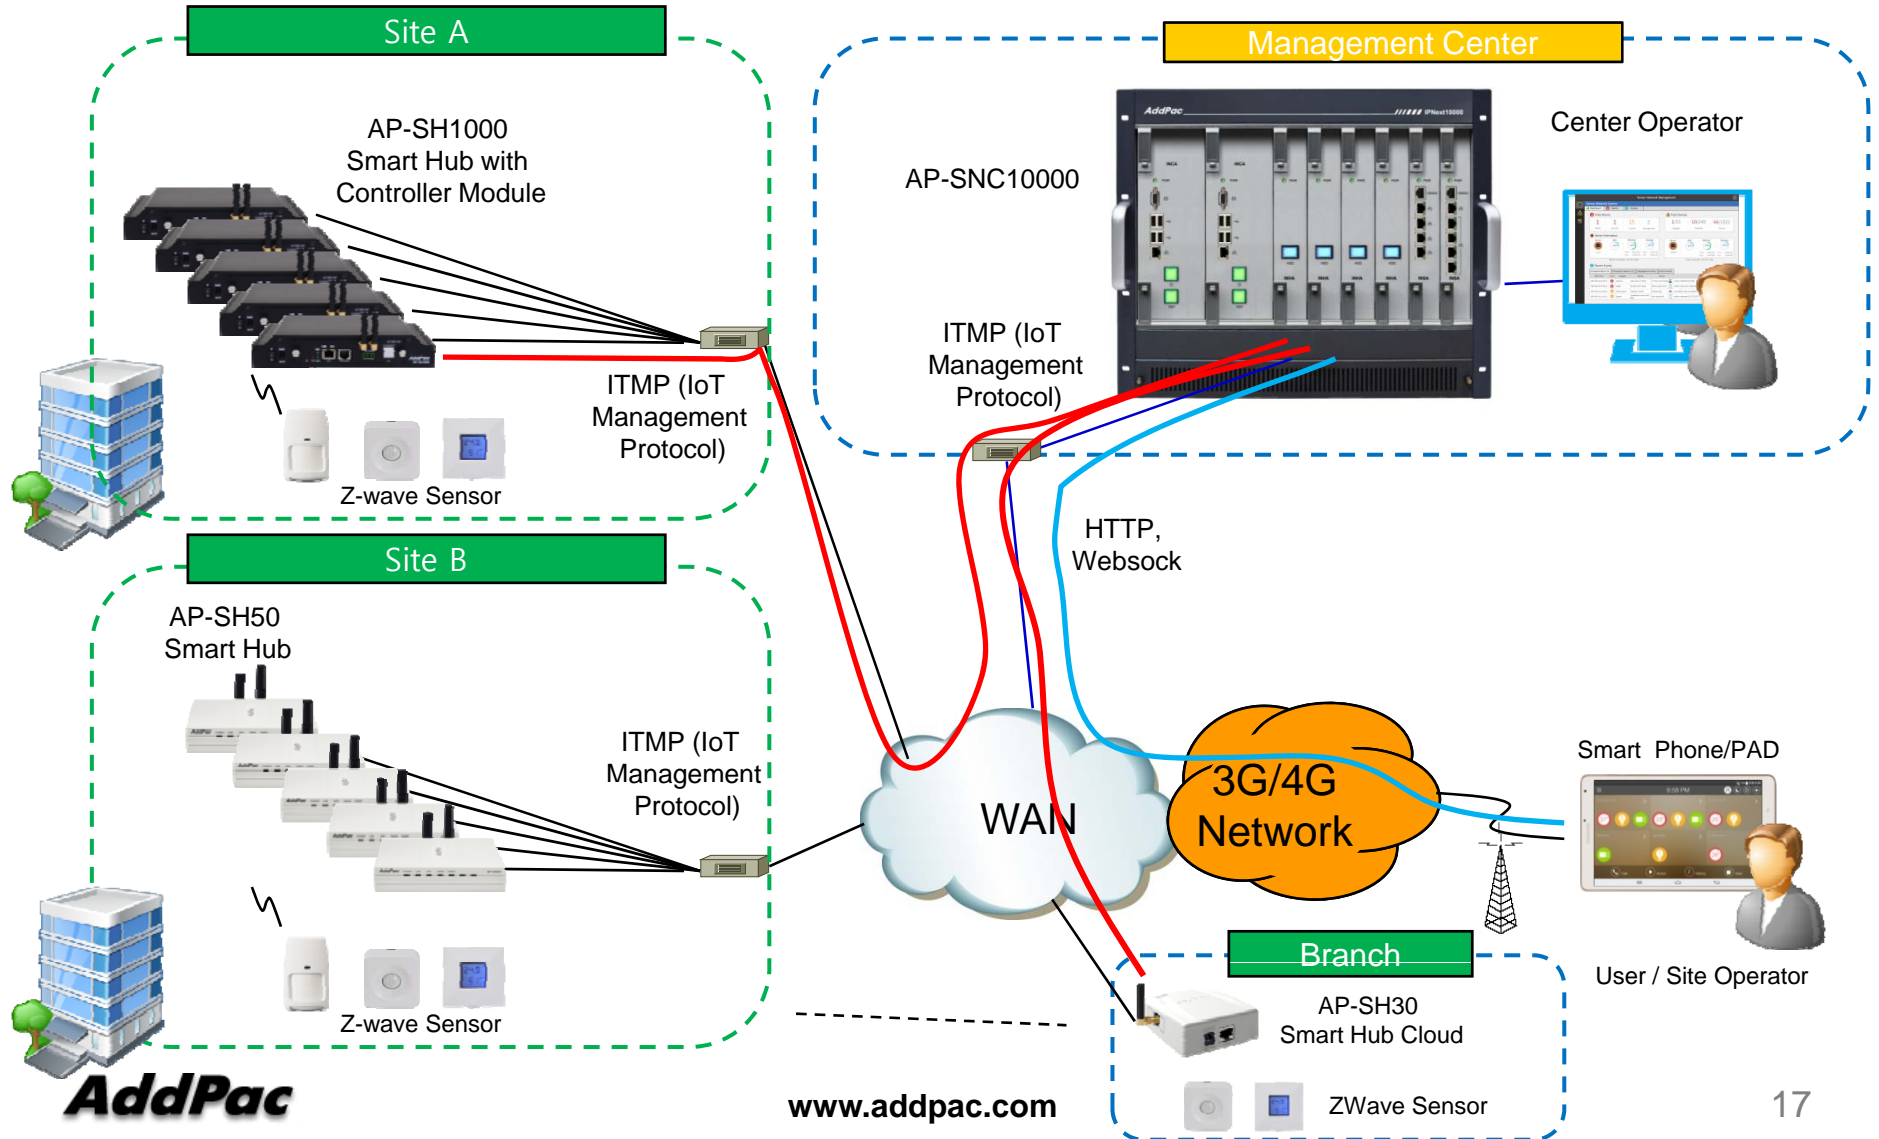 Site A
AP-SH1000
Smart Hub with
Controller Module
ITMP (IoT
Management
Protocol)
Z-wave Sensor
Management Center
AddPac
IPNext10000
AP-SNC10000
Center Operator
ITMP (IoT
Management
Protocol)
HTTP,
Websock
Site B
AP-SH50
Smart Hub
ITMP (IoT
Management
Protocol)
Z-wave Sensor
WAN
3G/4G
Network
Smart Phone/PAD
User / Site Operator
Branch
AP-SH30
Smart Hub Cloud
ZWave Sensor
AddPac
www.addpac.com
17